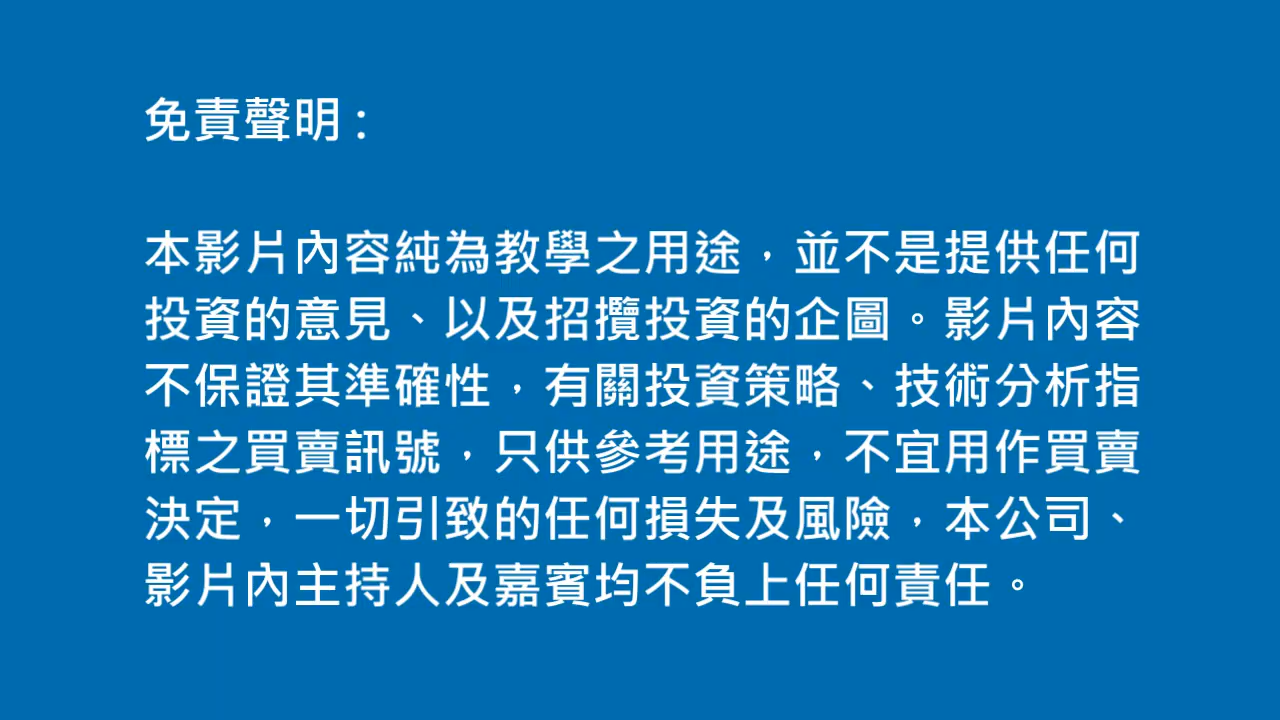 免責聲明：
本影片內容純為教學之用途，並不是提供任何
投資的意見、以及招攬投資的企圖。影片內容
不保證其準確性，有關投資策略、技術分析指
標之買賣訊號，只供參考用途，不宜用作買賣
決定，一切引致的任何損失及風險，本公司、
影片內主持人及嘉賓均不負上任何責任。